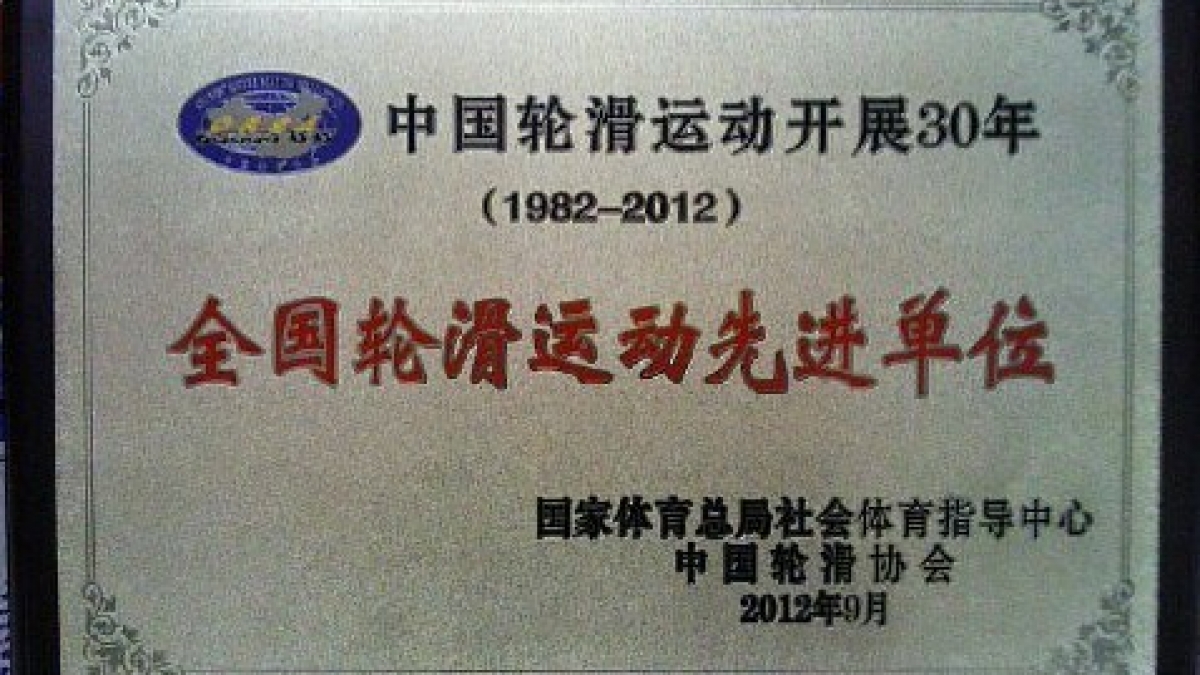 中国轮滑运动开展30年
（1982-2012）
全国轮滑运动先进单位
国家体育总局社会体育指导中心
中国轮滑协会
2012年9月